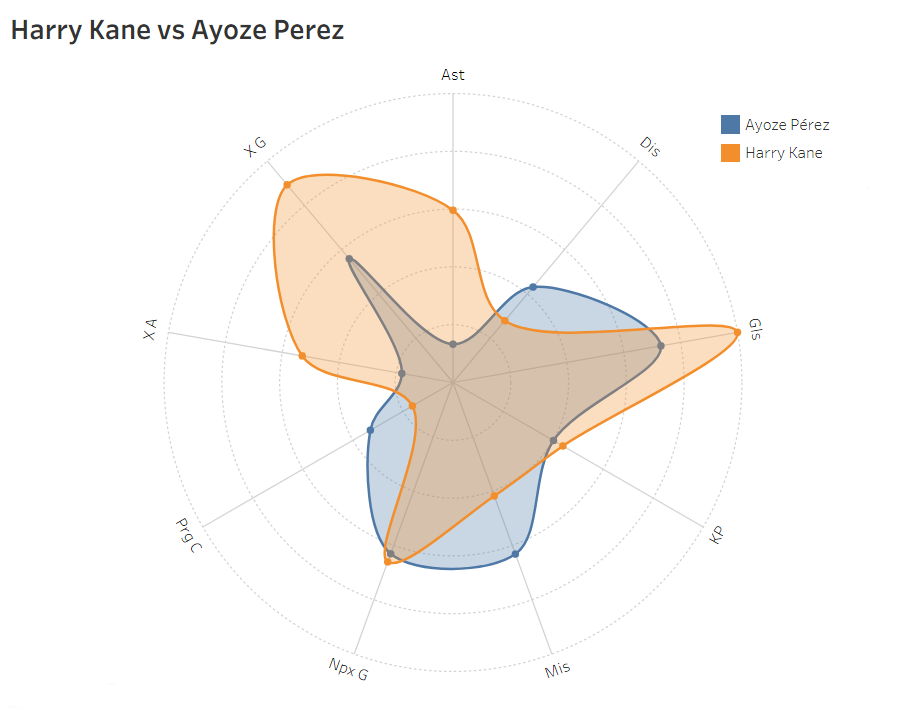 Harry Kane vs Ayoze Perez
Ast
Ayoze Pérez
Harry Kane
X G
Dis
X A
Gls
Prg C
KP
Npx G
Mis